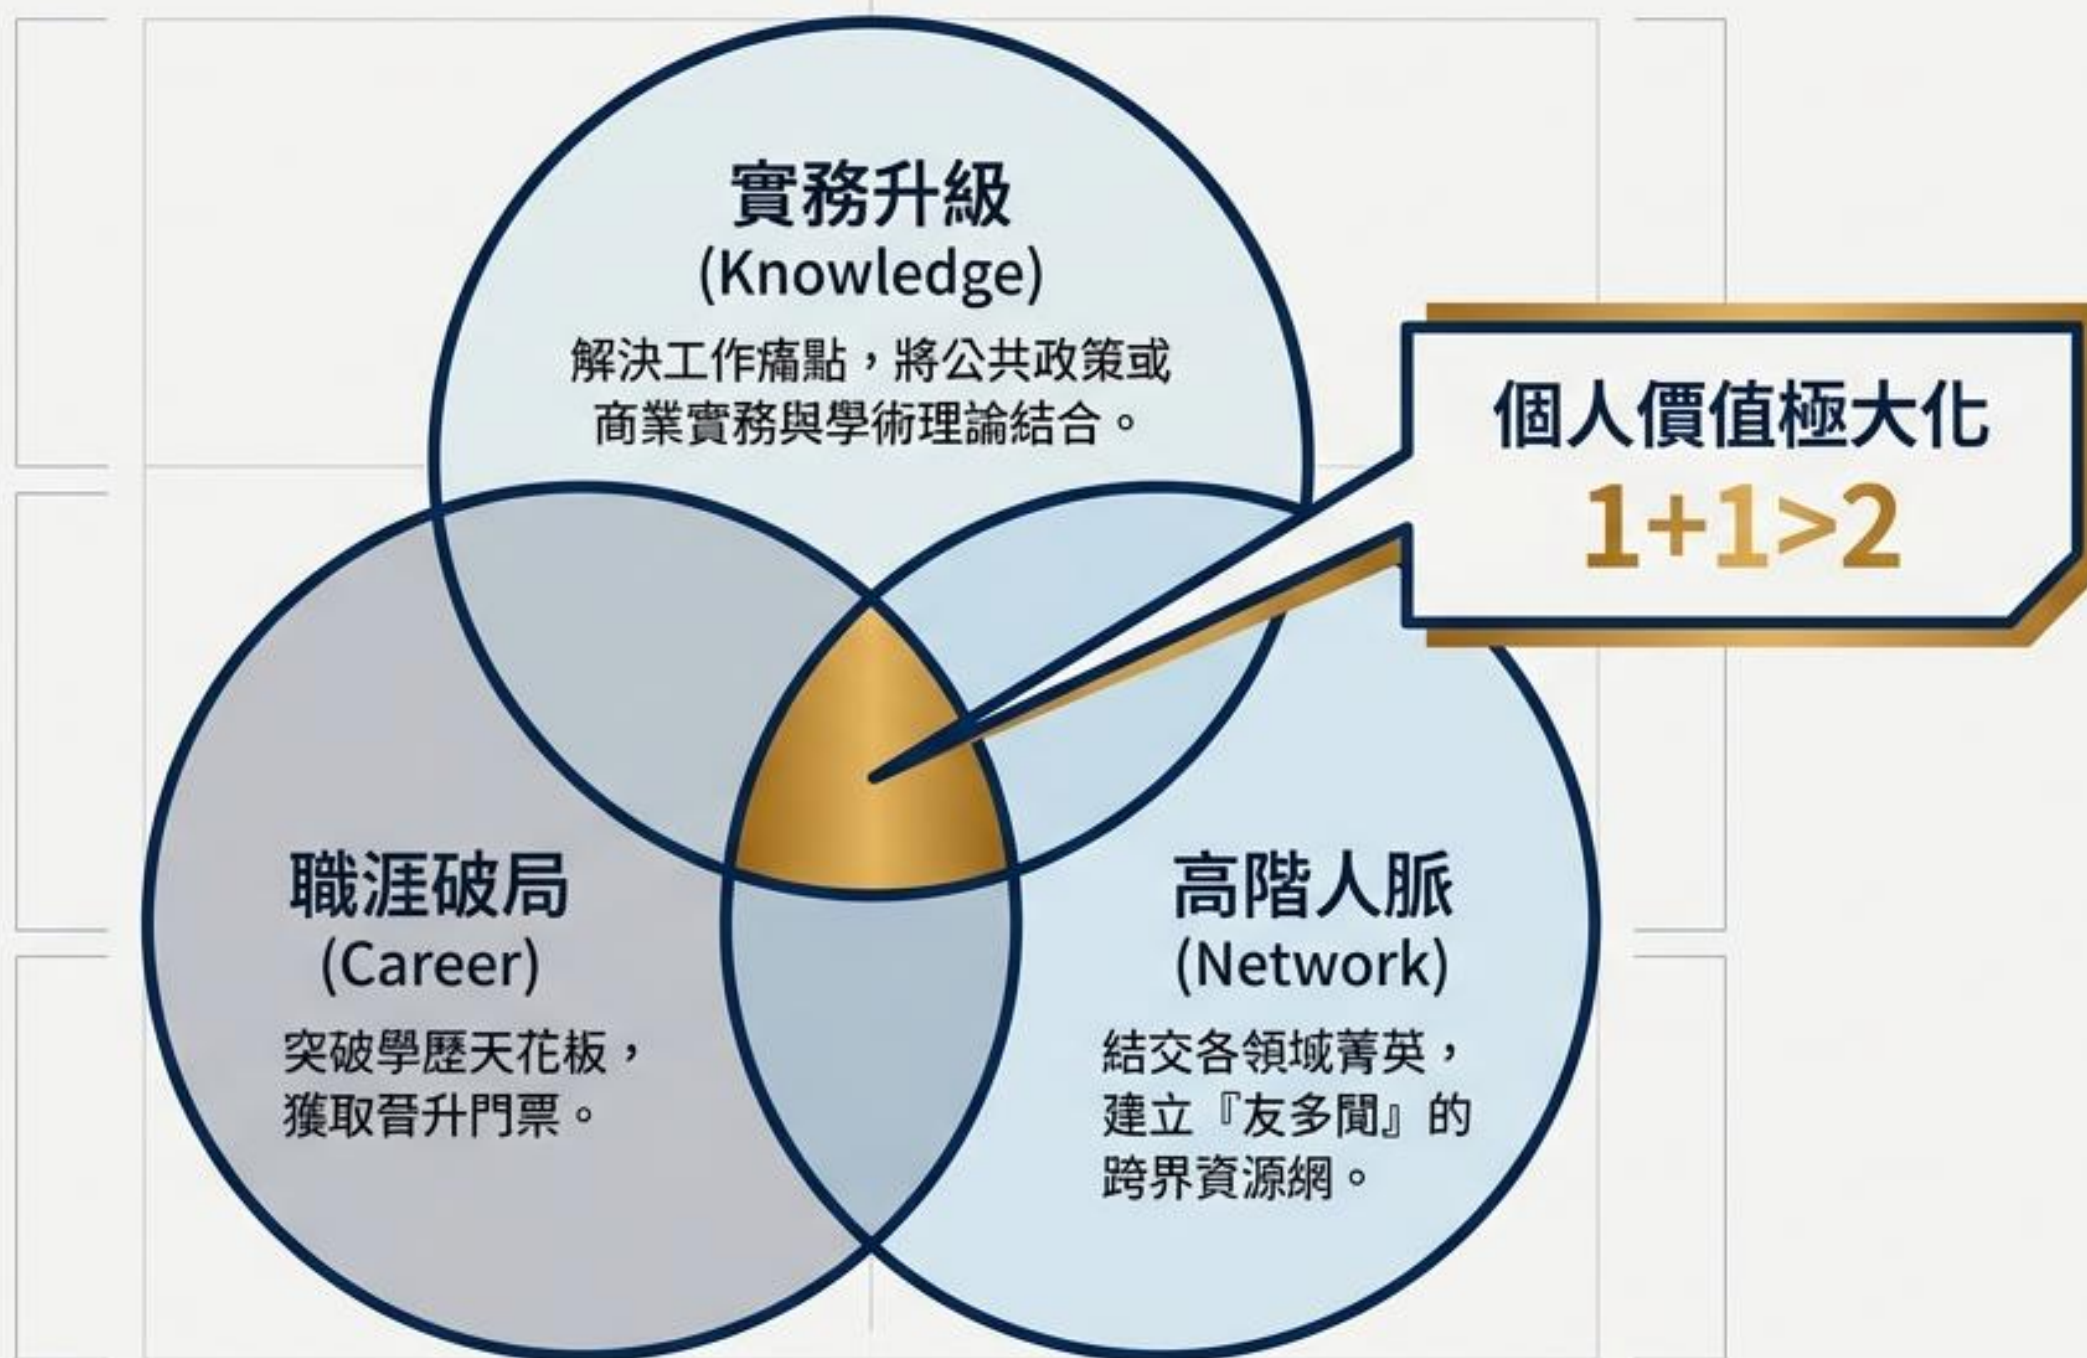 實務升級
(Knowledge)
解決工作痛點，將公共政策或
商業實務與學術理論結合。
個人價值極大化
1+1>2
職涯破局
(Career)
突破學歷天花板，
獲取晉升門票。
高階人脈
(Network)
結交各領域菁英，
建立『友多聞』的
跨界資源網。